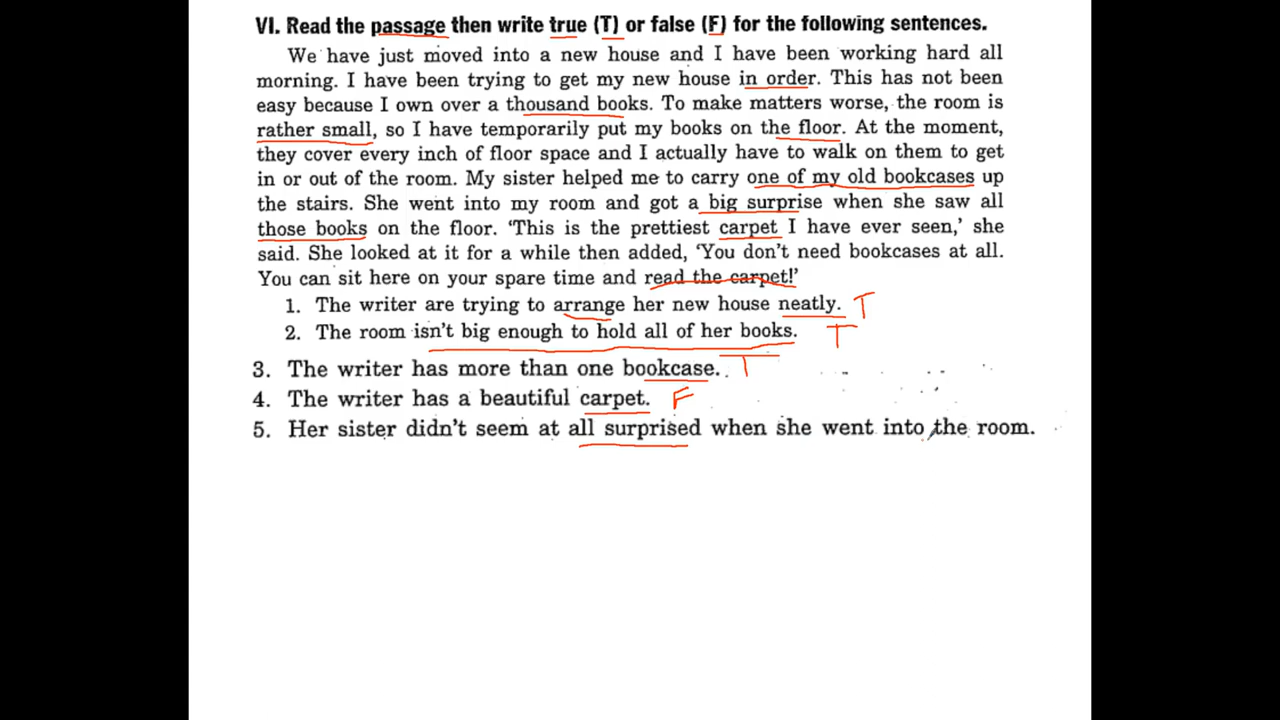 VI. Read the passage then write true (T) or false (F) for the following sentences.
We have just moved into a new house and I have been working hard all
morning. I have been trying to get my new house in order. This has not been
easy because I own over a thousand books. To make matters worse, the room is
rather small, so I have temporarily put my books on the floor. At the moment,
they cover every inch of floor space and I actually have to walk on them to get
in or out of the room. My sister helped me to carry one of my old bookcases up
the stairs. She went into my room and got a big surprise when she saw all
those books on the floor. 'This is the prettiest carpet I have ever seen,' she
said. She looked at it for a while then added, 'You don't need bookcases at all.
You can sit here on your spare time and read the carpet!'
1. The writer are trying to arrange her new house neatly. T
2. The room isn't big enough to hold all of her books. T
3. The writer has more than one bookcase. T
4. The writer has a beautiful carpet. F
5. Her sister didn't seem at all surprised when she went into the room.